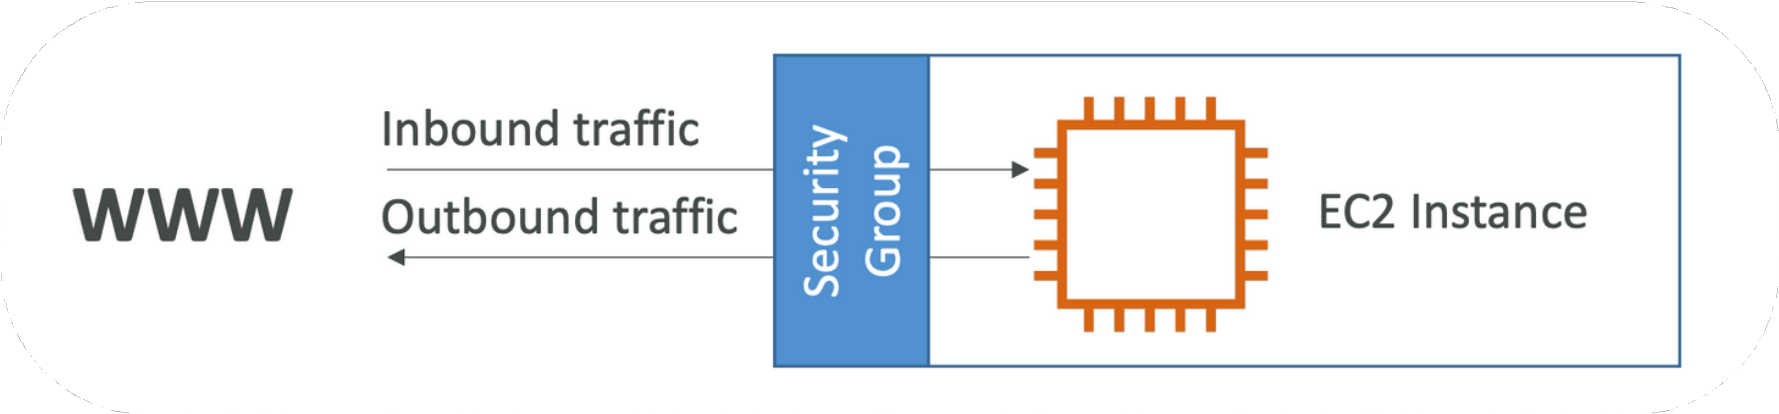 Inbound traffic
WWW
Outbound traffic
Security
Group
EC2 Instance